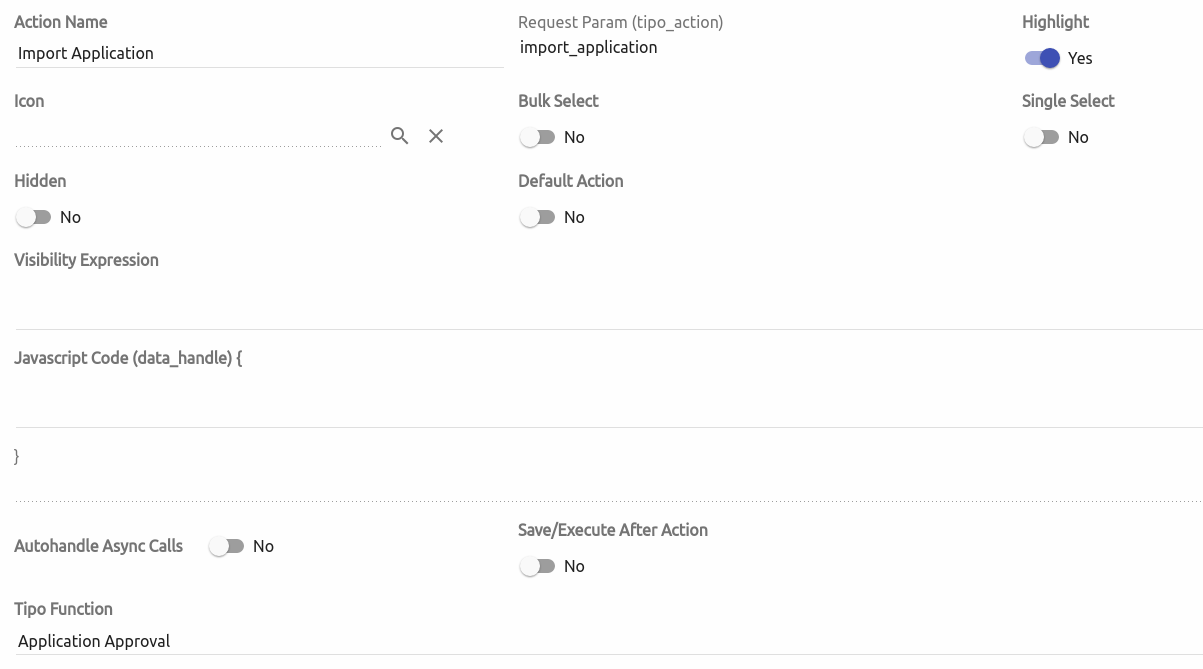 Action Name
Request Param (tipo_action)
Highlight
Import Application
import_application
Yes
Icon
Bulk Select
Single Select
No
No
Hidden
Default Action
No
No
Visibility Expression
Javascript Code (data_handle) {
}
Autohandle Async Calls
No
Save/Execute After Action
No
Tipo Function
Application Approval